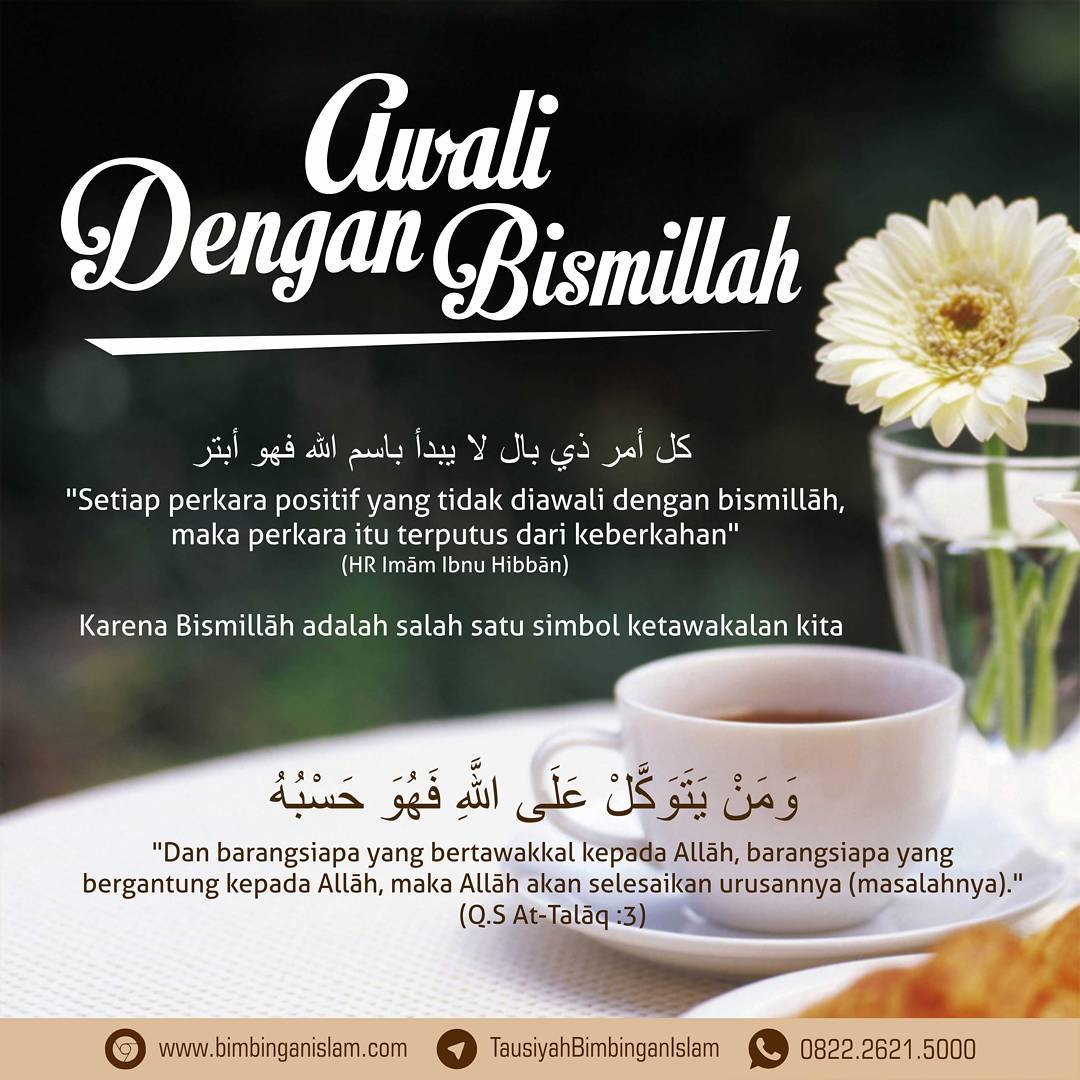 Awali
Dengan Bismillah
كل أمر ذي بال لا يبدأ باسم الله فهو أبتر
"Setiap perkara positif yang tidak diawali dengan bismillāh,
maka perkara itu terputus dari keberkahan"
(HR Imām Ibnu Hibbān)
Karena Bismillāh adalah salah satu simbol ketawakalan kita
وَمَنْ يَتَوَكَّلْ عَلَى اللَّهِ فَهُوَ حَسْبُهُ
"Dan barangsiapa yang bertawakkal kepada Allāh, barangsiapa yang
bergantung kepada Allāh, maka Allāh akan selesaikan urusannya (masalahnya)."
(Q.S At-Talāq :3)
www.bimbinganislam.com TausiyahBimbinganIslam 0822.2621.5000